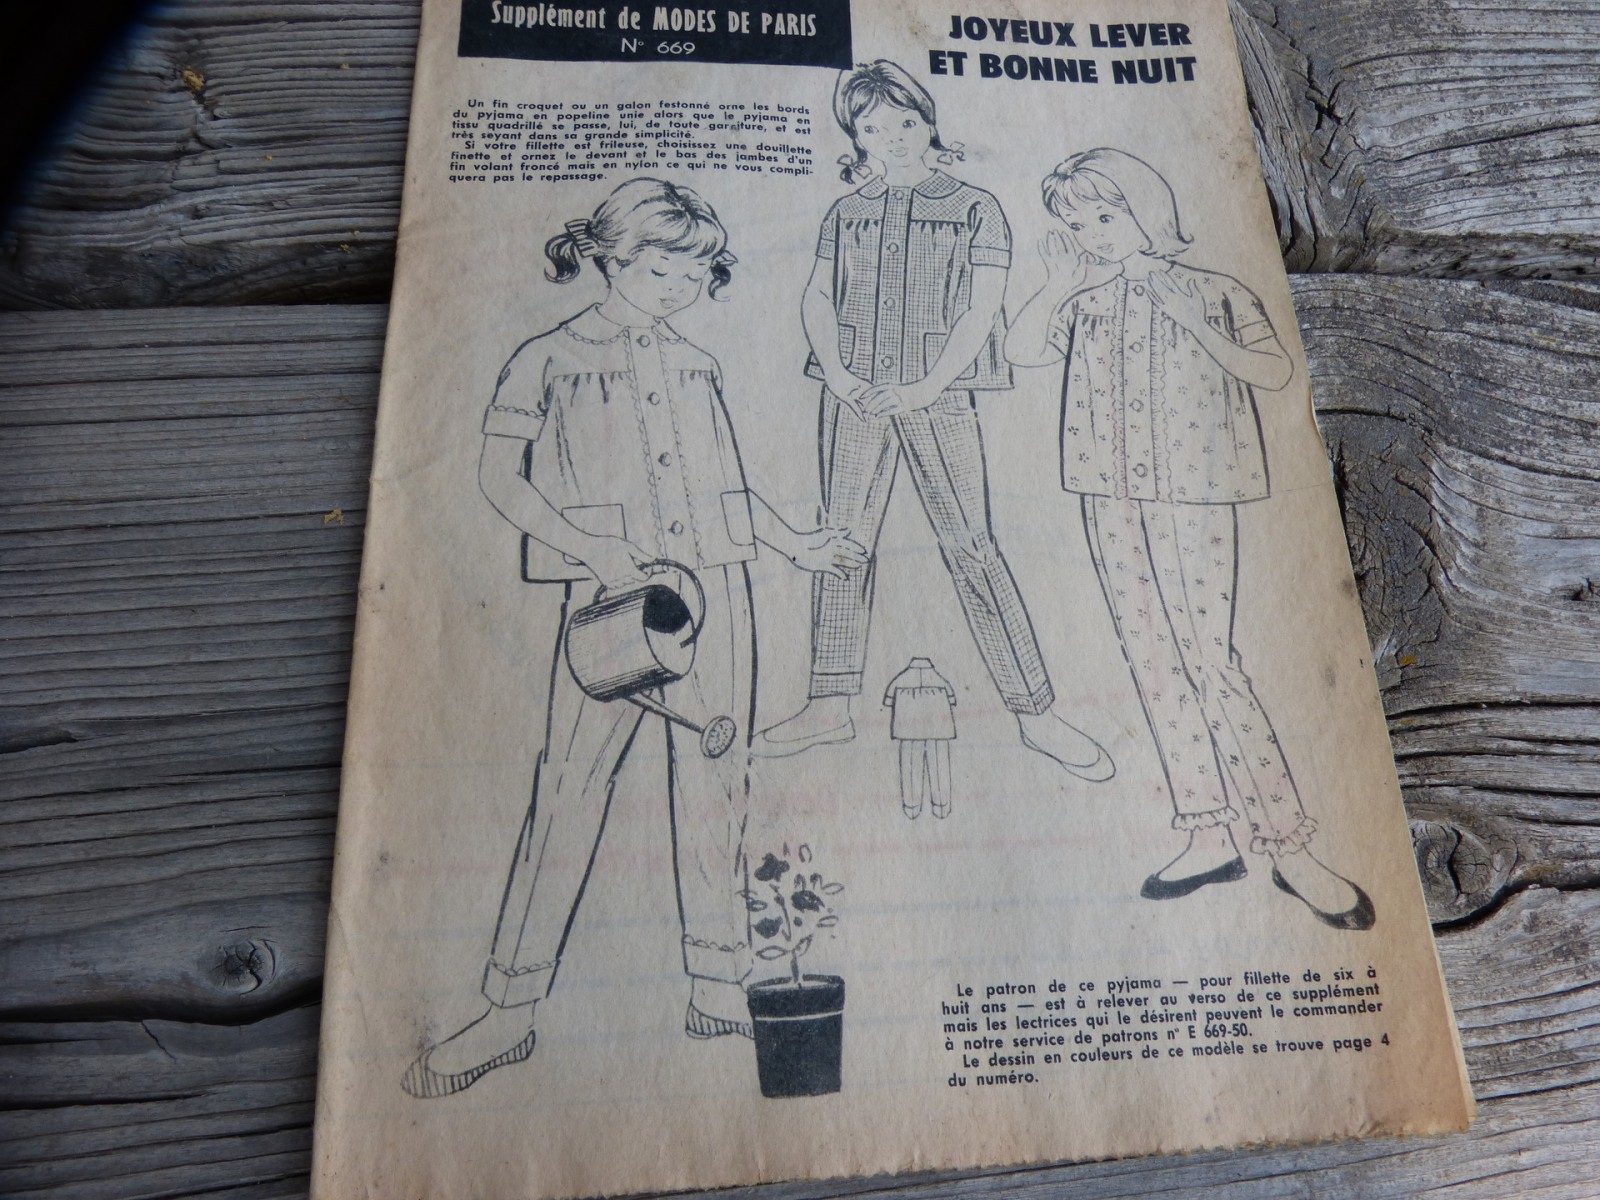 Supplément de MODES DE PARIS
N° 669
JOYEUX LEVER
ET BONNE NUIT
Un fin croquet ou un galon festonné orne les bords
du pyjama en popeline unie alors que le pyjama en
tissu quadrillé se passe, lui, de toute garniture, et est
très seyant dans sa grande simplicité.
Si votre fillette est frileuse, choisissez une douillette
finette et ornez le devant et le bas des jambes d'un
fin volant froncé mais en nylon ce qui ne vous compli-
quera pas le repassage.
Le patron de ce pyjama — pour fillette de six à
huit ans — est à relever au verso de ce supplément
mais les lectrices qui le désirent peuvent le commander
à notre service de patrons n° E 669-50.
Le dessin en couleurs de ce modèle se trouve page 4
du numéro.